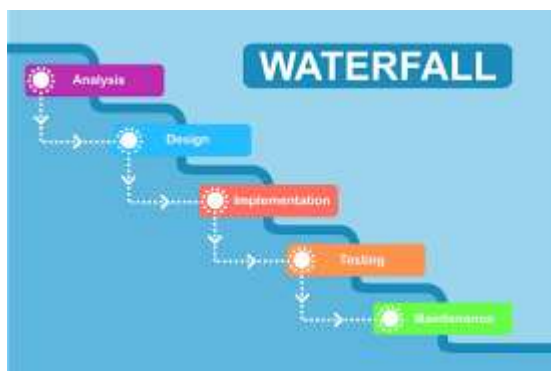 WATERFALL
Analysis
Design
Implementation
Testing
Maintenance